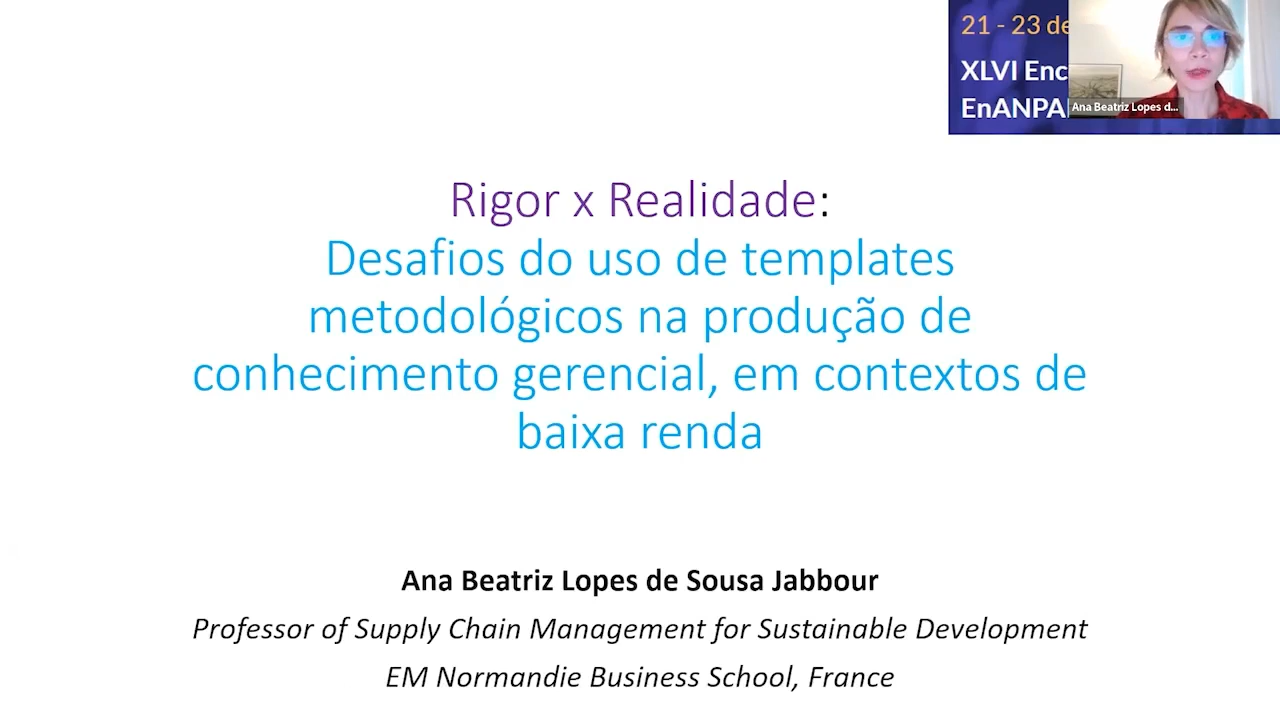 21 - 23 de
XLVI Enc
EnANPA
Ana Beatriz Lopes d...
Rigor x Realidade:
Desafios do uso de templates
metodológicos na produção de
conhecimento gerencial, em contextos de
baixa renda
Ana Beatriz Lopes de Sousa Jabbour
Professor of Supply Chain Management for Sustainable Development
EM Normandie Business School, France